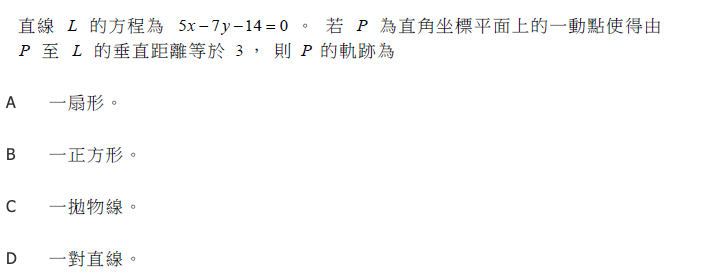 直線 L 的方程為 5x−7y−14=0 。 若 P 為直角坐標平面上的一動點使得由
P 至 L 的垂直距離等於 3 , 則 P 的軌跡為
A 一扇形。
B 一正方形。
C 一拋物線。
D 一對直線。